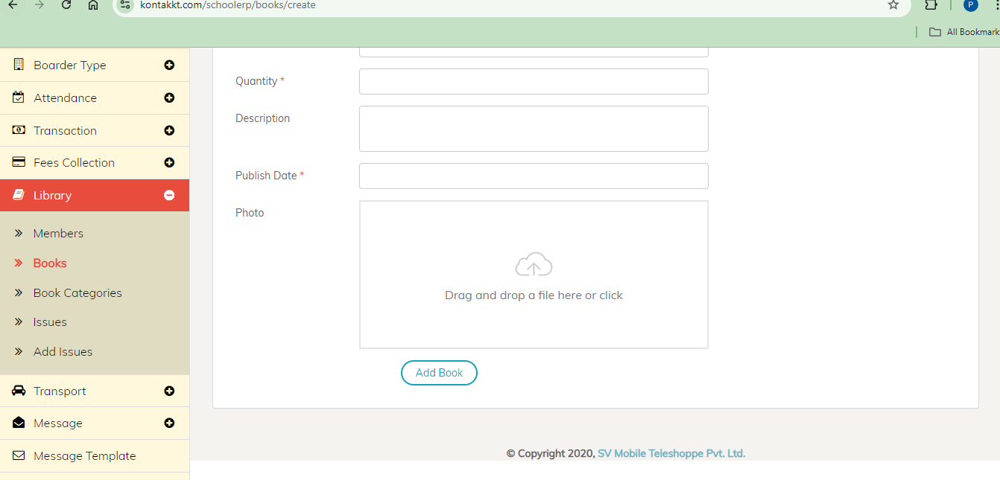 kontakkt.com/schoolerp/books/create
P
All Bookmark
Boarder Type
Attendance
Transaction
Fees Collection
Library
Members
Books
Book Categories
Issues
Add Issues
Transport
Message
Message Template
Quantity *
Description
Publish Date *
Photo
Drag and drop a file here or click
Add Book
© Copyright 2020, SV Mobile Teleshoppe Pvt. Ltd.